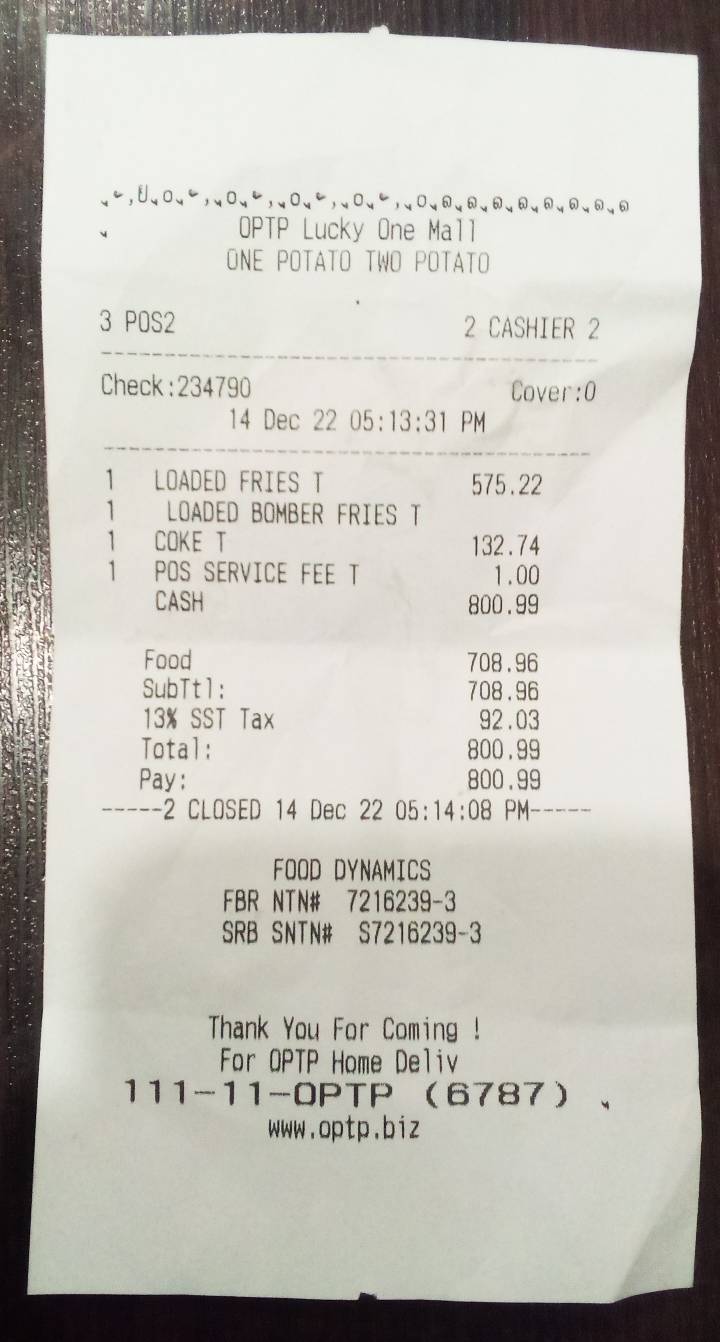 OPTP Lucky One Mall
ONE POTATO TWO POTATO
3 POS2 2 CASHIER 2
Check:234790 Cover:0
14 Dec 22 05:13:31 PM
1 LOADED FRIES T 575.22
1 LOADED BOMBER FRIES T
1 COKE T 132.74
1 POS SERVICE FEE T 1.00
CASH 800.99
Food 708.96
SubTtl: 708.96
13% SST Tax 92.03
Total: 800.99
Pay: 800.99
-----2 CLOSED 14 Dec 22 05:14:08 PM-----
FOOD DYNAMICS
FBR NTN# 7216239-3
SRB SNTN# S7216239-3
Thank You For Coming !
For OPTP Home Deliv
111-11-OPTP (6787)
www.optp.biz